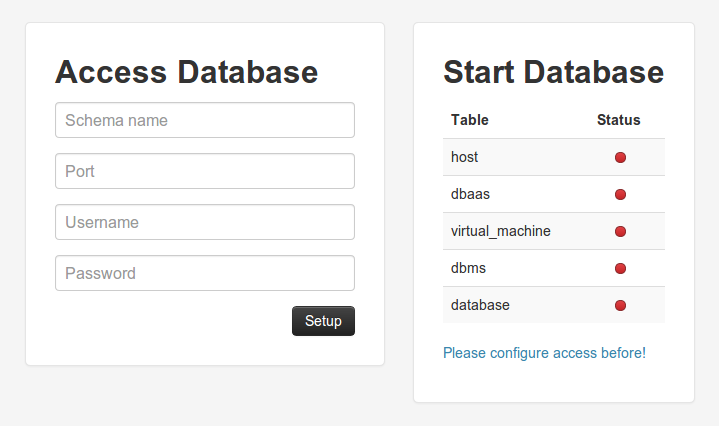 Access Database
Schema name
Port
Username
Password
Setup
Start Database
Table Status
host
dbaas
virtual_machine
dbms
database
Please configure access before!